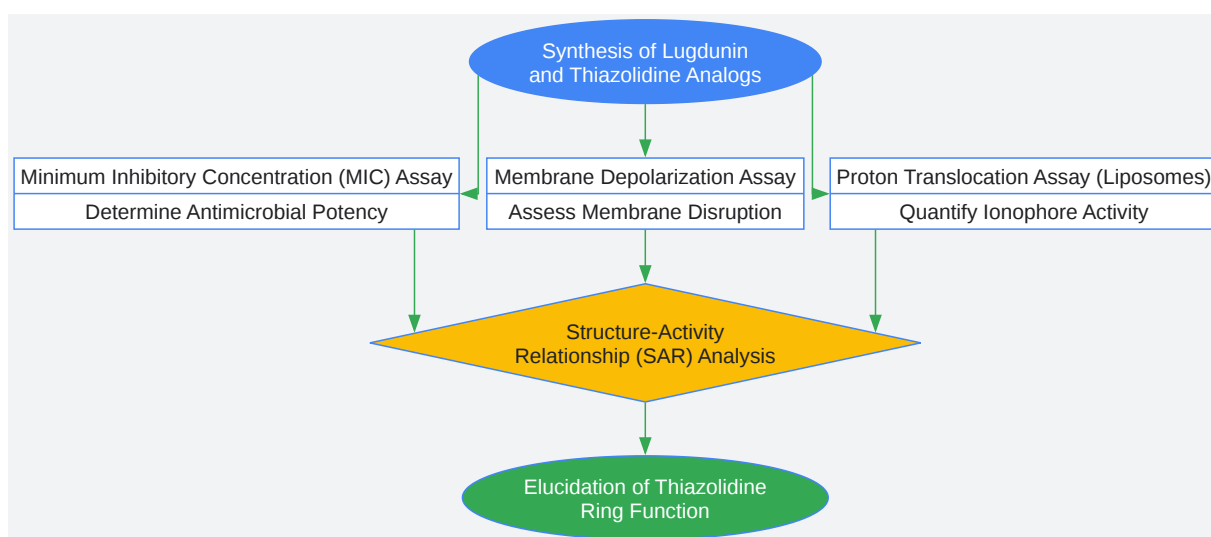 Synthesis of Lugdunin
and Thiazolidine Analogs
Minimum Inhibitory Concentration (MIC) Assay
Determine Antimicrobial Potency
Membrane Depolarization Assay
Assess Membrane Disruption
Proton Translocation Assay (Liposomes)
Quantify Ionophore Activity
Structure-Activity
Relationship (SAR) Analysis
Elucidation of Thiazolidine
Ring Function